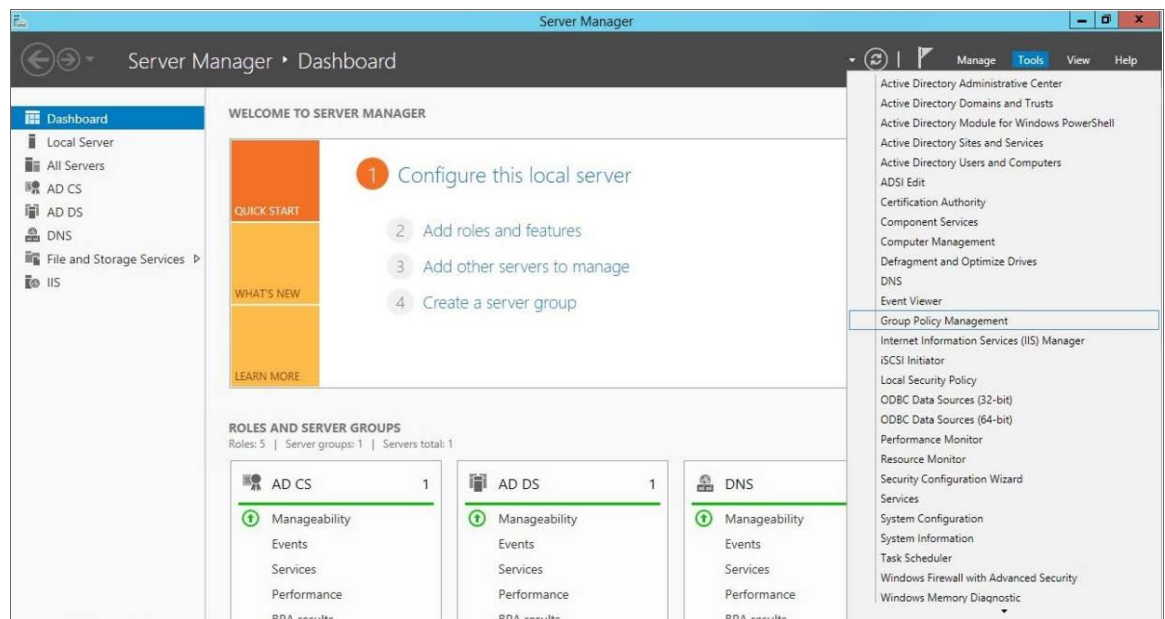 Server Manager
Server Manager • Dashboard
Manage Tools View Help
Dashboard
Local Server
All Servers
AD CS
AD DS
DNS
File and Storage Services
IIS
WELCOME TO SERVER MANAGER
QUICK START
WHAT'S NEW
LEARN MORE
1 Configure this local server
2 Add roles and features
3 Add other servers to manage
4 Create a server group
ROLES AND SERVER GROUPS
Roles: 5 | Server groups: 1 | Servers total: 1
AD CS 1
Manageability
Events
Services
Performance
BPA results
AD DS 1
Manageability
Events
Services
Performance
BPA results
DNS
Manageability
Events
Services
Performance
BPA results
Active Directory Administrative Center
Active Directory Domains and Trusts
Active Directory Module for Windows PowerShell
Active Directory Sites and Services
Active Directory Users and Computers
ADSI Edit
Certification Authority
Component Services
Computer Management
Defragment and Optimize Drives
DNS
Event Viewer
Group Policy Management
Internet Information Services (IIS) Manager
iSCSI Initiator
Local Security Policy
ODBC Data Sources (32-bit)
ODBC Data Sources (64-bit)
Performance Monitor
Resource Monitor
Security Configuration Wizard
Services
System Configuration
System Information
Task Scheduler
Windows Firewall with Advanced Security
Windows Memory Diagnostic